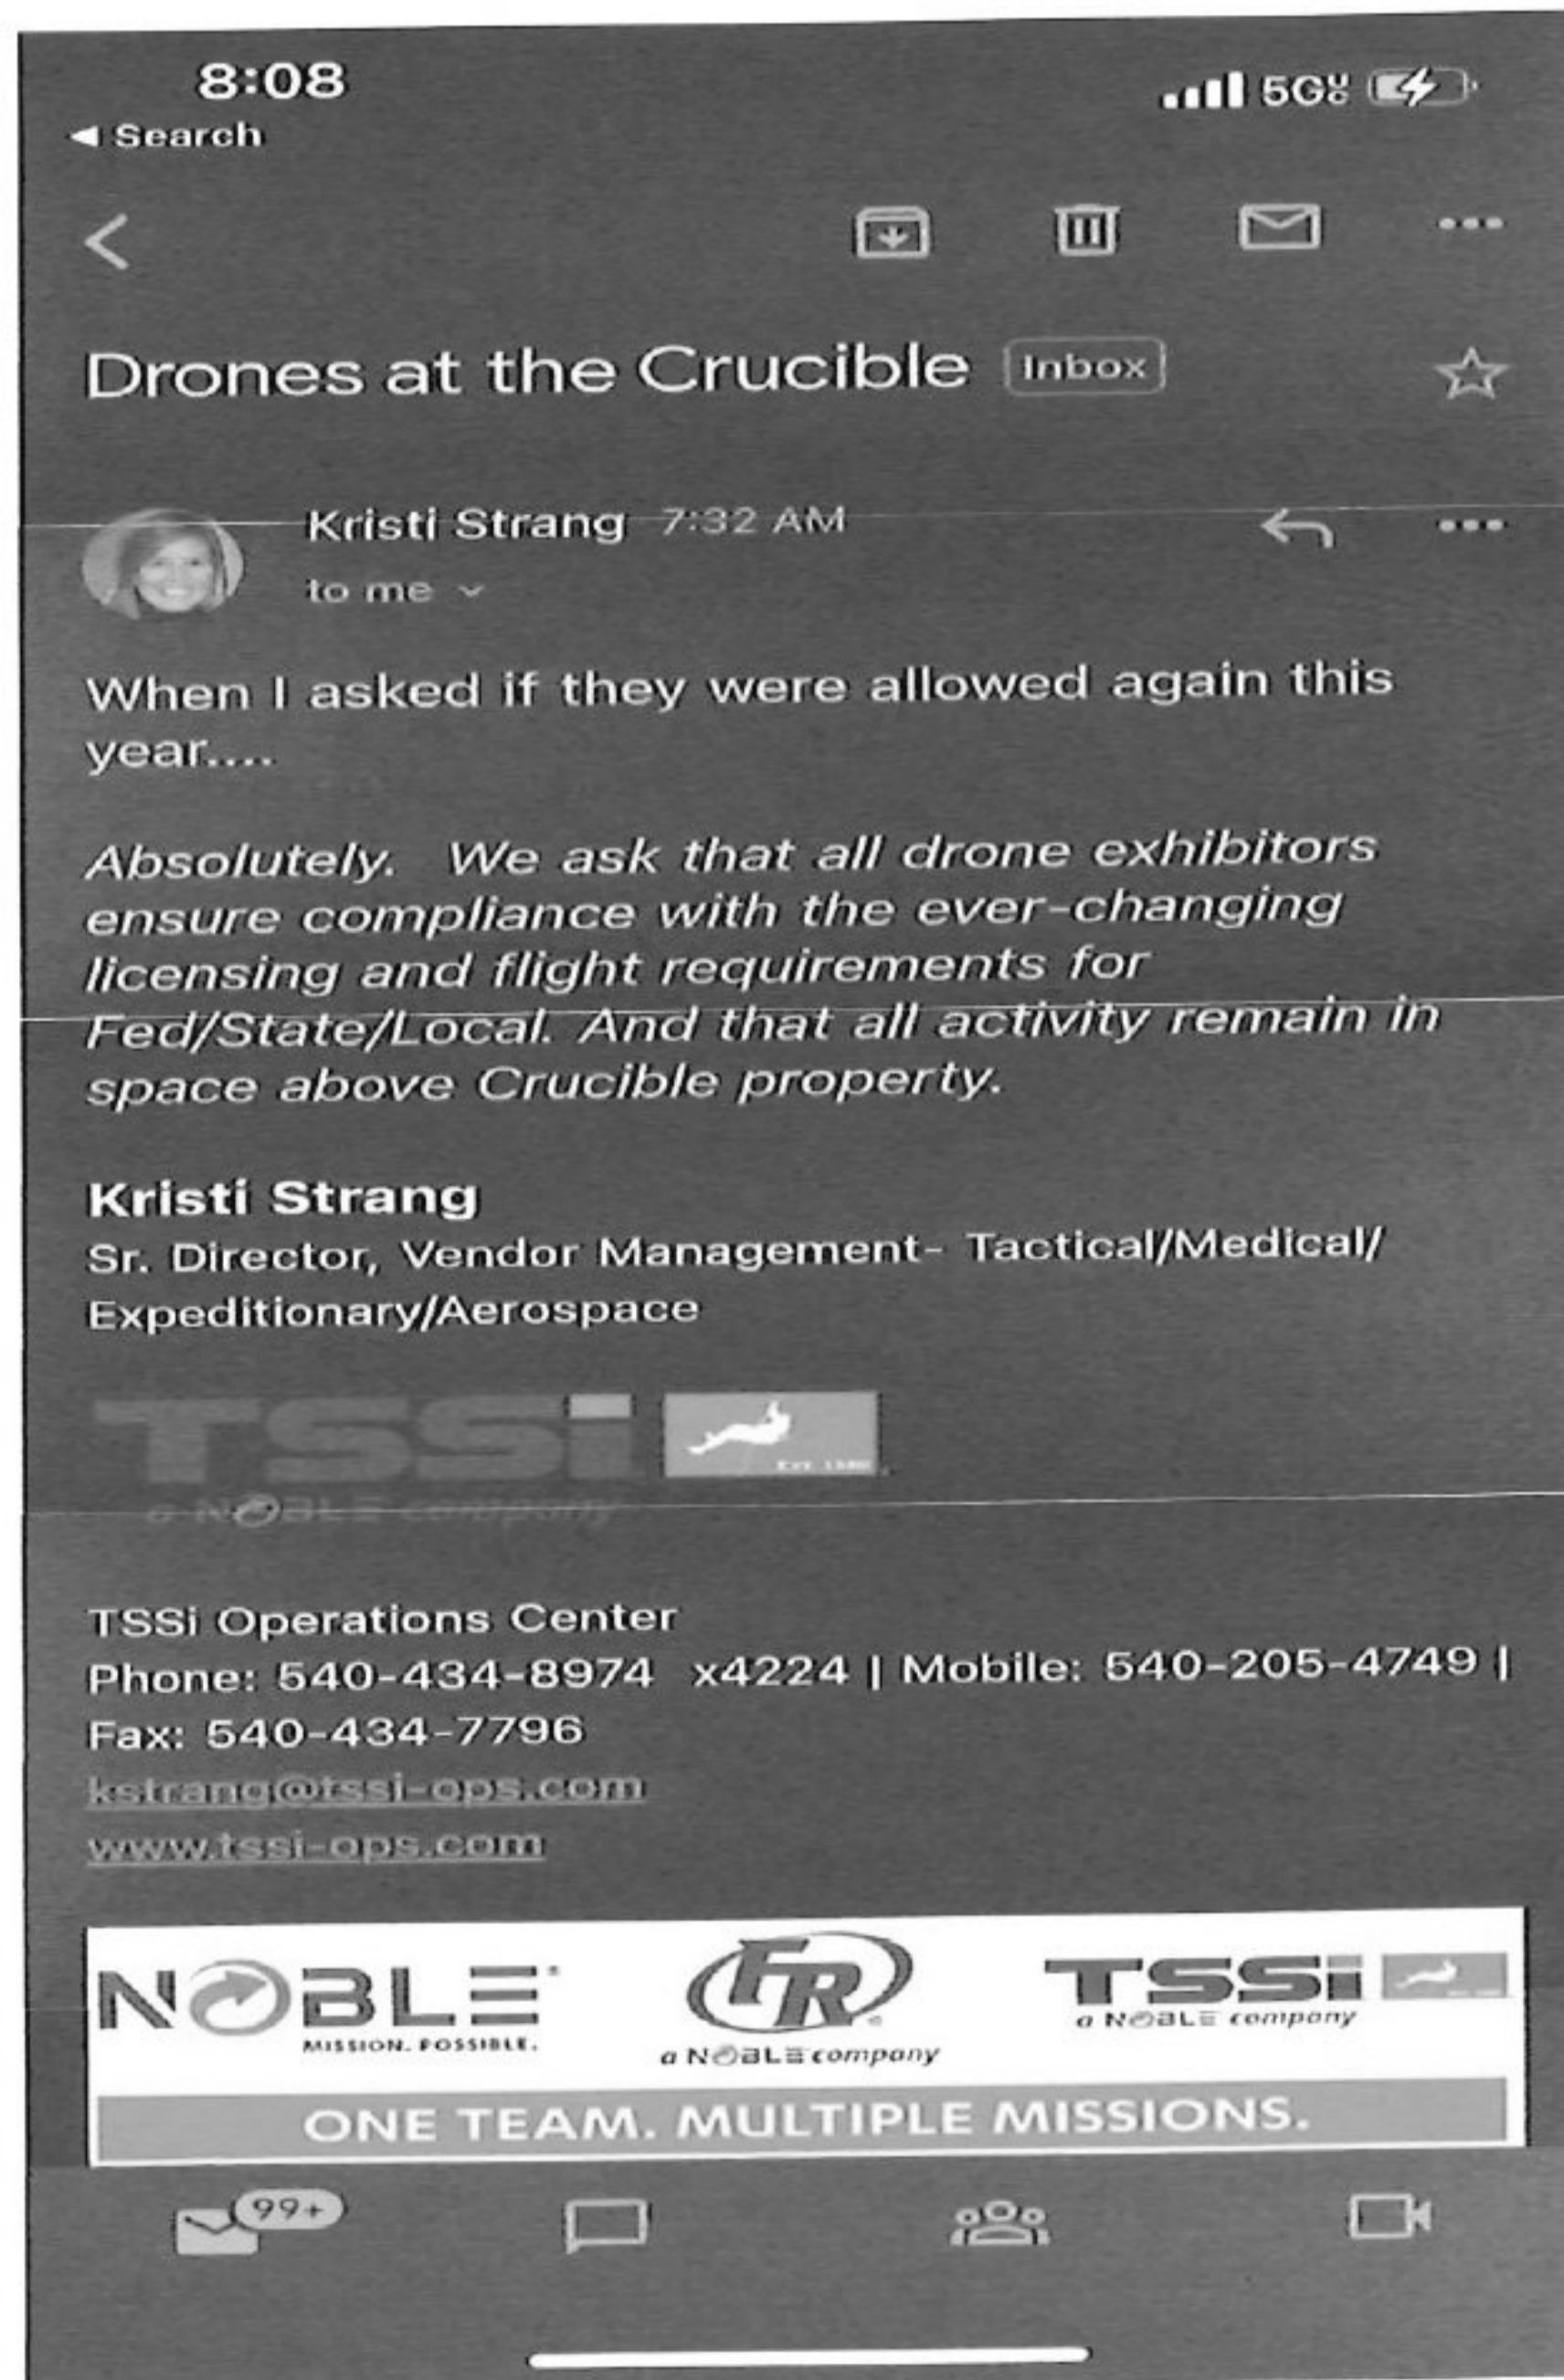 8:08
5G
◀ Search
Drones at the Crucible Inbox
Kristi Strang 7:32 AM
to me
When I asked if they were allowed again this
year....
Absolutely. We ask that all drone exhibitors
ensure compliance with the ever-changing
licensing and flight requirements for
Fed/State/Local. And that all activity remain in
space above Crucible property.
Kristi Strang
Sr. Director, Vendor Management- Tactical/Medical/
Expeditionary/Aerospace
TSSi
a NOBLE company
TSSi Operations Center
Phone: 540-434-8974 x4224 | Mobile: 540-205-4749 |
Fax: 540-434-7796
kstrang@tssi-ops.com
www.tssi-ops.com
NOBLE
MISSION. POSSIBLE.
FR
a NOBLE company
TSSi
a NOBLE company
ONE TEAM. MULTIPLE MISSIONS.
99+